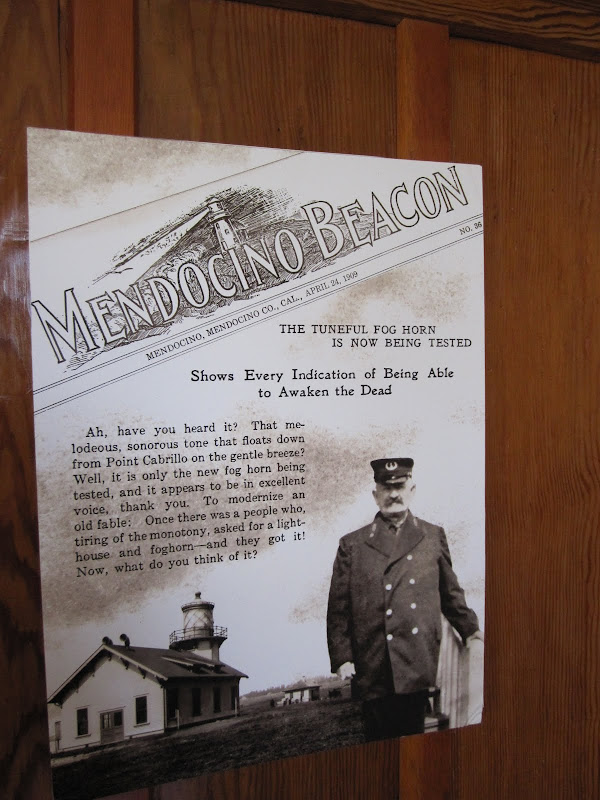 MENDOCINO BEACON
NO. 36
MENDOCINO, MENDOCINO CO., CAL., APRIL 24, 1909
THE TUNEFUL FOG HORN
IS NOW BEING TESTED
Shows Every Indication of Being Able
to Awaken the Dead
Ah, have you heard it? That me-
lodeous, sonorous tone that floats down
from Point Cabrillo on the gentle breeze?
Well, it is only the new fog horn being
tested, and it appears to be in excellent
voice, thank you. To modernize an
old fable: Once there was a people who,
tiring of the monotony, asked for a light-
house and foghorn—and they got it!
Now, what do you think of it?